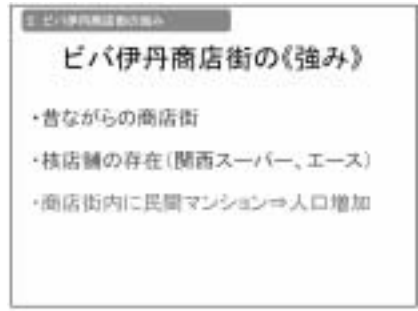 2. ビバ伊丹商店街の強み
ビバ伊丹商店街の《強み》
・昔ながらの商店街
・核店舗の存在（関西スーパー、エース）
・商店街内に民間マンション⇒人口増加